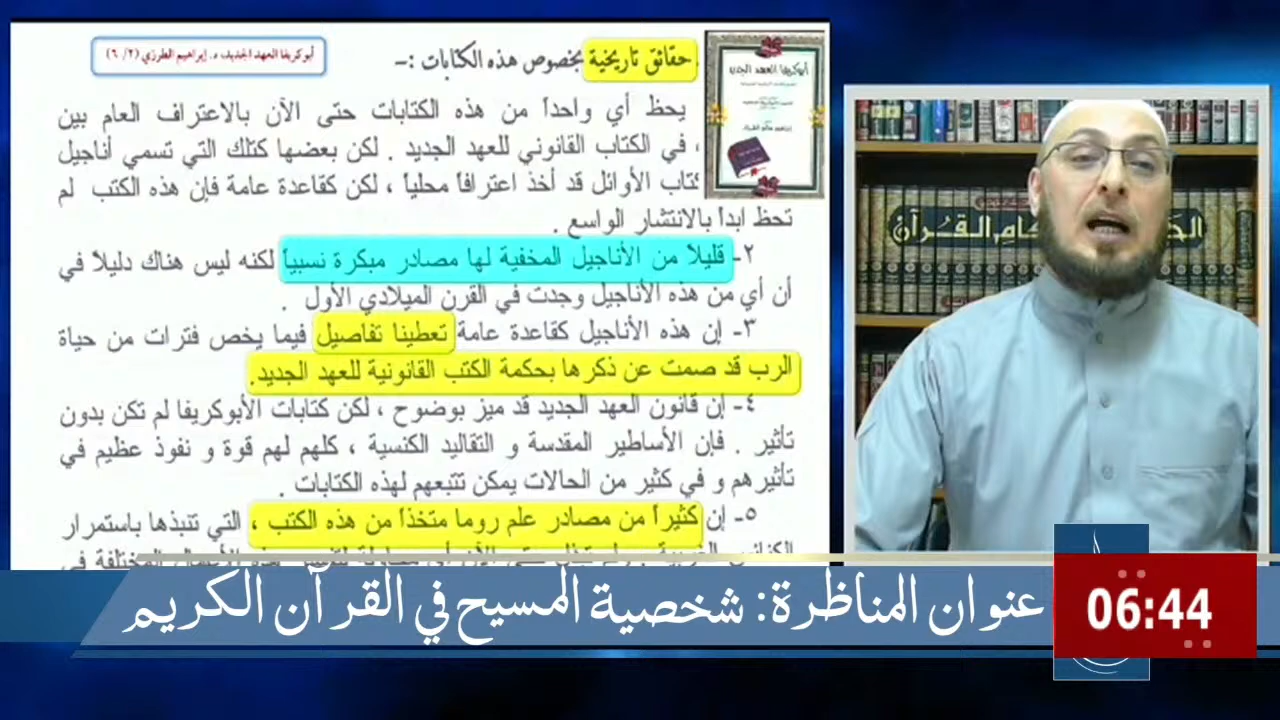 أبوكريفا العهد الجديد، د. إبراهيم الطرزي (٦/٢)
حقائق تاريخية بخصوص هذه الكتابات :-
أبوكريفا العهد الجديد
يحظ أي واحداً من هذه الكتابات حتى الآن بالاعتراف العام بين
، في الكتاب القانوني للعهد الجديد . لكن بعضها كتلك التي تسمي أناجيل
كتاب الأوائل قد أخذ اعترافاً محلياً ، لكن كقاعدة عامة فإن هذه الكتب لم
تحظ ابداً بالانتشار الواسع .
٢- قليلا من الأناجيل المخفية لها مصادر مبكرة نسبياً لكنه ليس هناك دليلا في
أن أي من هذه الأناجيل وجدت في القرن الميلادي الأول .
٣- إن هذه الأناجيل كقاعدة عامة تعطينا تفاصيل فيما يخص فترات من حياة
الرب قد صمت عن ذكرها بحكمة الكتب القانونية للعهد الجديد.
٤- إن قانون العهد الجديد قد ميز بوضوح ، لكن كتابات الأبوكريفا لم تكن بدون
تأثير . فإن الأساطير المقدسة و التقاليد الكنسية ، كلهم لهم قوة و نفوذ عظيم في
تأثيرهم و في كثير من الحالات يمكن تتبعهم لهذه الكتابات .
٥- إن كثيراً من مصادر علم روما متخذاً من هذه الكتب ، التي تنبذها باستمرار
القرآن
عنوان المناظرة: شخصية المسيح في القرآن الكريم
06:44